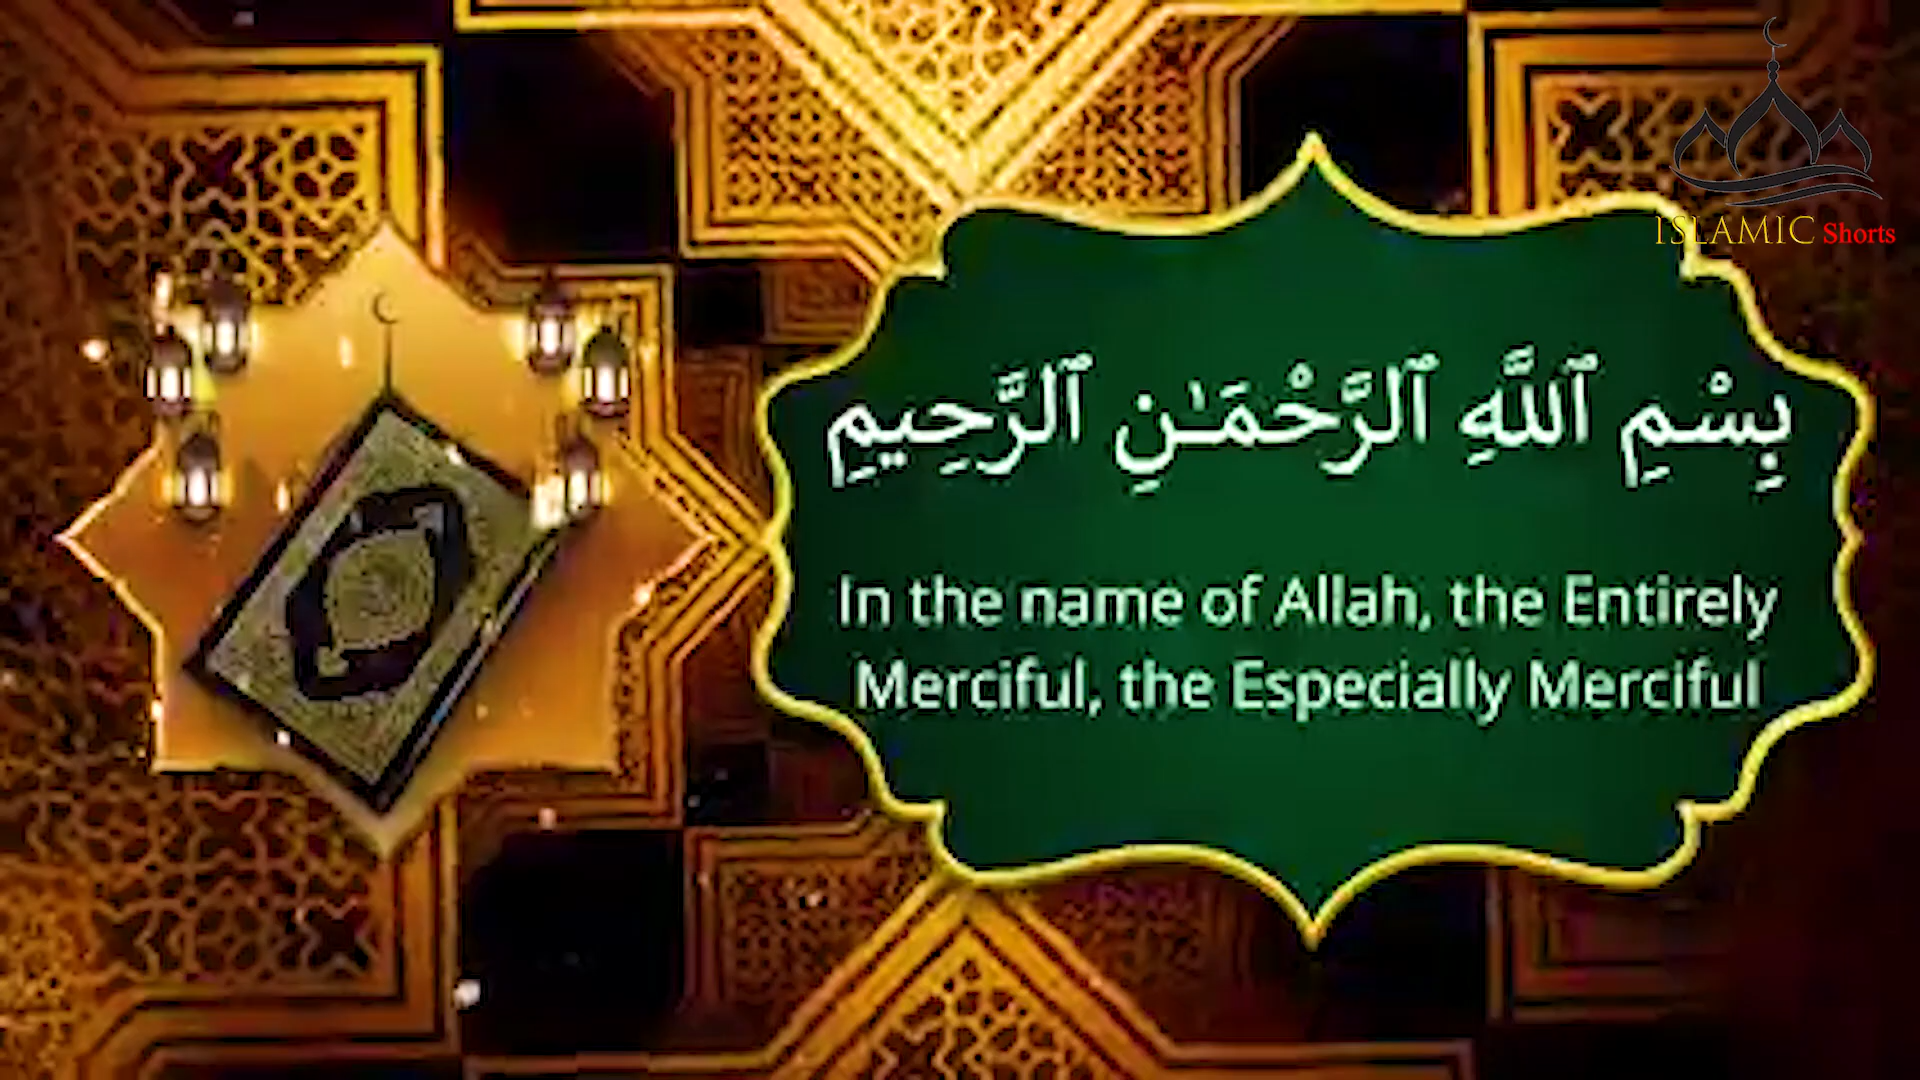 ISLAMIC Shorts
بِسْمِ ٱللَّهِ ٱلرَّحْمَـٰنِ ٱلرَّحِيمِ
In the name of Allah, the Entirely
Merciful, the Especially Merciful